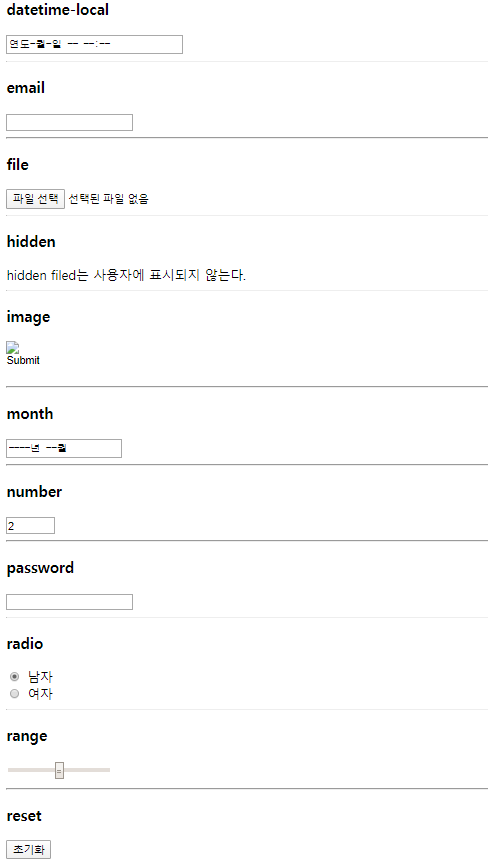 datetime-local
연도-월-일 -- --:--
email
file
파일 선택 선택된 파일 없음
hidden
hidden filed는 사용자에 표시되지 않는다.
image
Submit
month
----년 --월
number
2
password
radio
남자
여자
range
reset
초기화